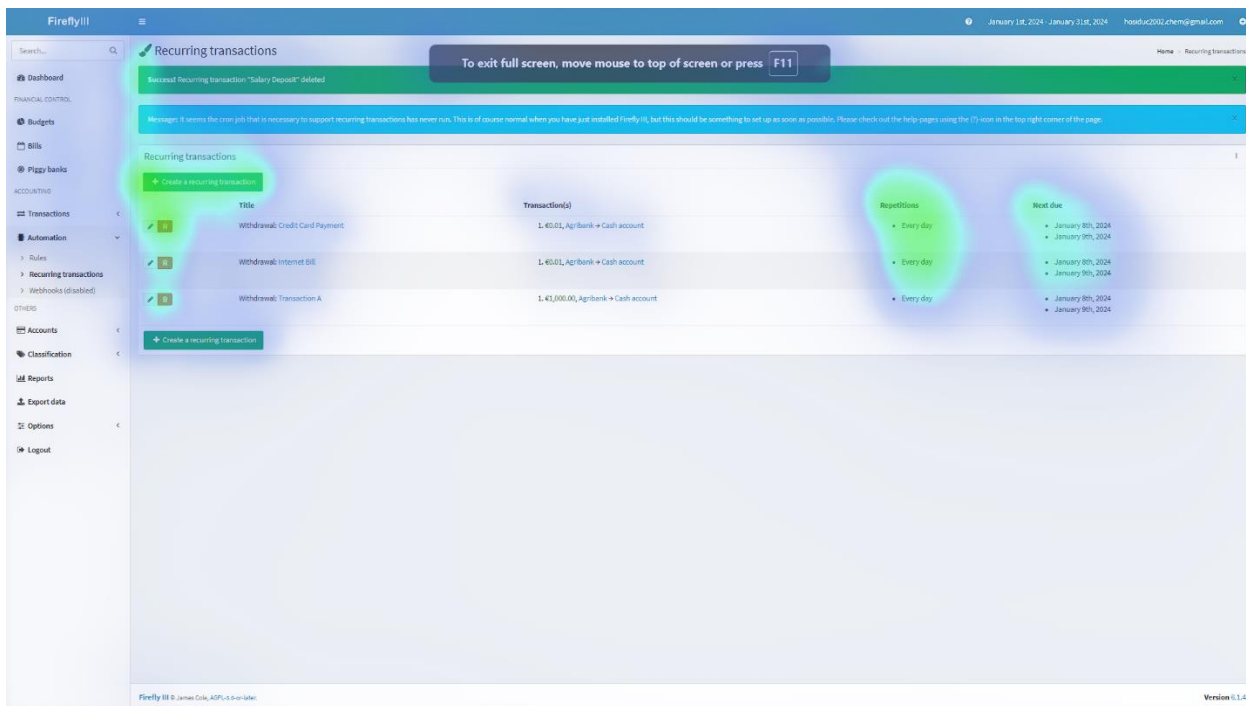 FireflyIII
January 1st, 2024 - January 31st, 2024
hosiduc2002.chem@gmail.com
Search...
Recurring transactions
Home
Recurring transactions
To exit full screen, move mouse to top of screen or press F11
Success! Recurring transaction "Salary Deposit" deleted
×
Message: It seems the cron job that is necessary to support recurring transactions has never run. This is of course normal when you have just installed Firefly III, but this should be something to set up as soon as possible. Please check out the help-pages using the (?)-icon in the top right corner of the page.
×
Dashboard
FINANCIAL CONTROL
Budgets
Bills
Piggy banks
ACCOUNTING
Transactions
Automation
Rules
Recurring transactions
Webhooks (disabled)
OTHERS
Accounts
Classification
Reports
Export data
Options
Logout
Recurring transactions
+ Create a recurring transaction
Title Transaction(s) Repetitions Next due
Withdrawal: Credit Card Payment 1. €0.01, Agribank → Cash account • Every day • January 8th, 2024
• January 9th, 2024
Withdrawal: Internet Bill 1. €0.01, Agribank → Cash account • Every day • January 8th, 2024
• January 9th, 2024
Withdrawal: Transaction A 1. €1,000.00, Agribank → Cash account • Every day • January 8th, 2024
• January 9th, 2024
+ Create a recurring transaction
Firefly III © James Cole, AGPL-3.0-or-later.
Version 6.1.4